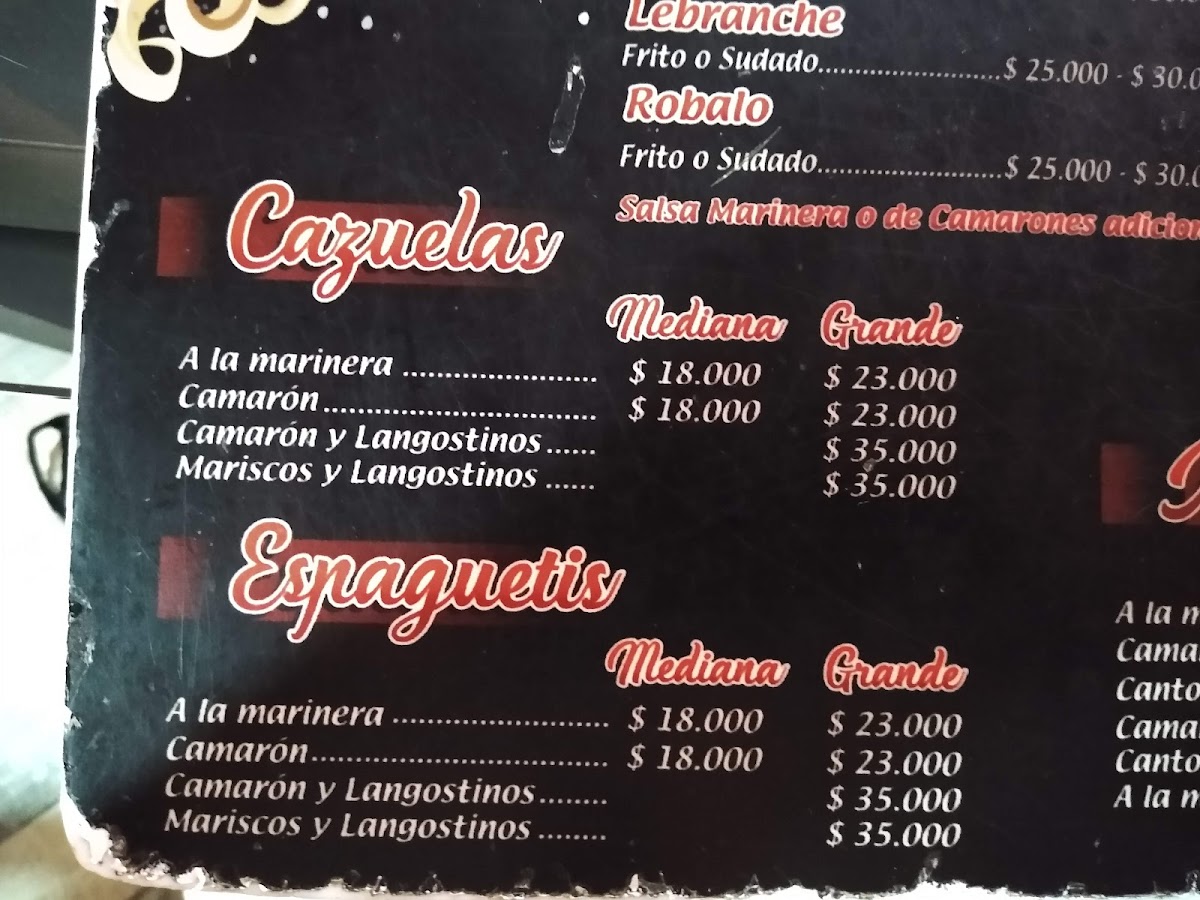 Lebranche
Frito o Sudado........................$ 25.000 - $ 30.0
Robalo
Frito o Sudado........................$ 25.000 - $ 30.0
Salsa Marinera o de Camarones
Cazuelas
Mediana Grande
A la marinera ....................... $ 18.000 $ 23.000
Camarón................................ $ 18.000 $ 23.000
Camarón y Langostinos ...... $ 35.000
Mariscos y Langostinos ...... $ 35.000
Espaguetis
Mediana Grande
A la marinera ......................... $ 18.000 $ 23.000
Camarón.................................. $ 18.000 $ 23.000
Camarón y Langostinos ........ $ 35.000
Mariscos y Langostinos ........ $ 35.000
A la
A la